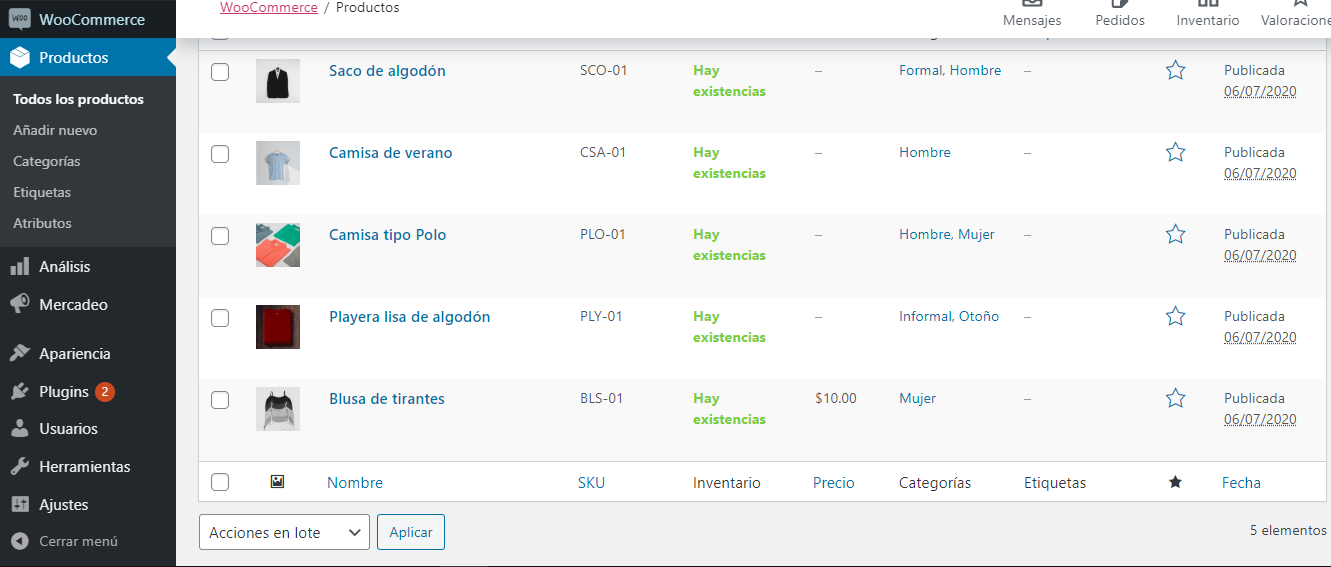 WooCommerce
Productos
Todos los productos
Añadir nuevo
Categorías
Etiquetas
Atributos
Análisis
Mercadeo
Apariencia
Plugins 2
Usuarios
Herramientas
Ajustes
Cerrar menú
WooCommerce / Productos
Mensajes Pedidos Inventario Valoracione
Saco de algodón SCO-01 Hay – Formal, Hombre – Publicada
existencias 06/07/2020
Camisa de verano CSA-01 Hay – Hombre – Publicada
existencias 06/07/2020
Camisa tipo Polo PLO-01 Hay – Hombre, Mujer – Publicada
existencias 06/07/2020
Playera lisa de algodón PLY-01 Hay – Informal, Otoño – Publicada
existencias 06/07/2020
Blusa de tirantes BLS-01 Hay $10.00 Mujer – Publicada
existencias 06/07/2020
Nombre SKU Inventario Precio Categorías Etiquetas Fecha
Acciones en lote Aplicar
5 elementos